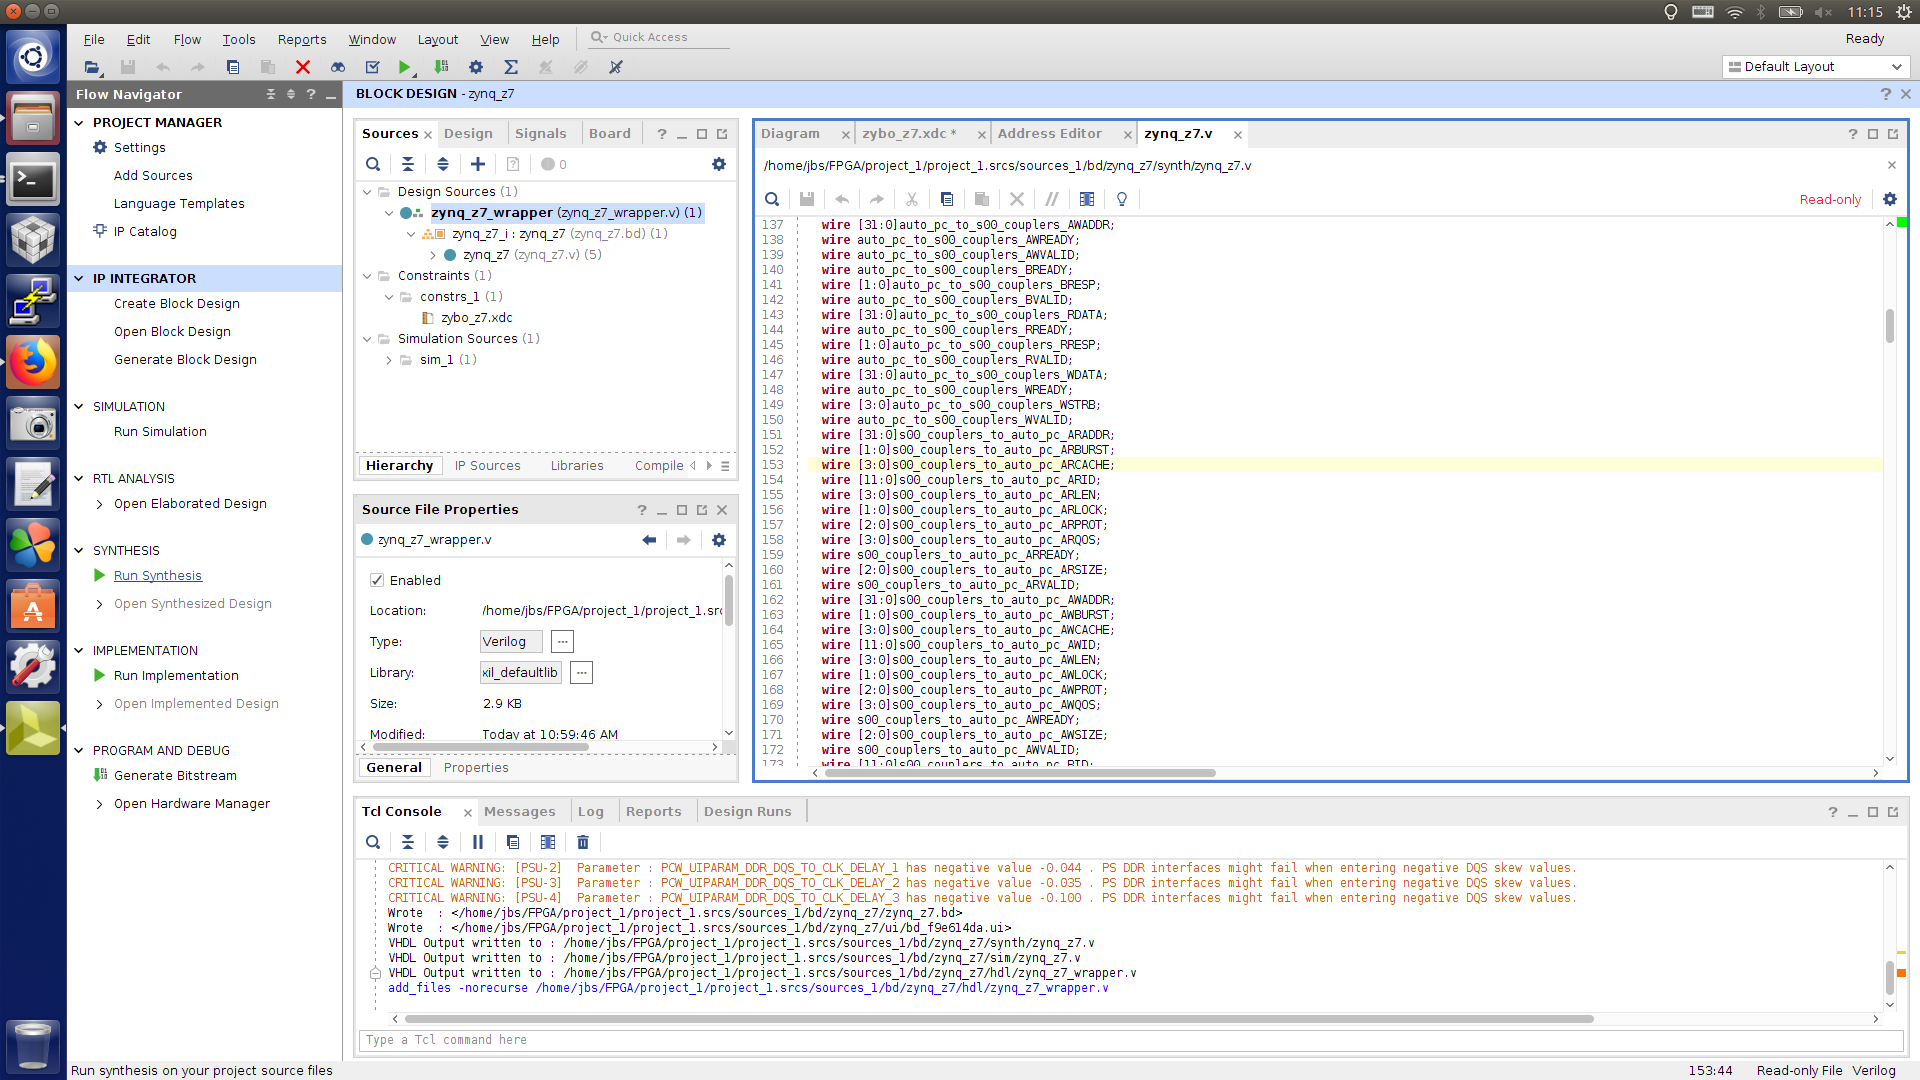 11:15
File Edit Flow Tools Reports Window Layout View Help Quick Access Ready
Default Layout
Flow Navigator ? BLOCK DESIGN - zynq_z7 ?
PROJECT MANAGER
Settings
Add Sources
Language Templates
IP Catalog
IP INTEGRATOR
Create Block Design
Open Block Design
Generate Block Design
SIMULATION
Run Simulation
RTL ANALYSIS
Open Elaborated Design
SYNTHESIS
Run Synthesis
Open Synthesized Design
IMPLEMENTATION
Run Implementation
Open Implemented Design
PROGRAM AND DEBUG
Generate Bitstream
Open Hardware Manager
Sources Design Signals Board ?
0
Design Sources (1)
zynq_z7_wrapper (zynq_z7_wrapper.v) (1)
zynq_z7_i : zynq_z7 (zynq_z7.bd) (1)
zynq_z7 (zynq_z7.v) (5)
Constraints (1)
constrs_1 (1)
zybo_z7.xdc
Simulation Sources (1)
sim_1 (1)
Hierarchy IP Sources Libraries Compile
Source File Properties ?
zynq_z7_wrapper.v
Enabled
Location: /home/jbs/FPGA/project_1/project_1.src
Type: Verilog ...
Library: xil_defaultlib ...
Size: 2.9 KB
Modified: Today at 10:59:46 AM
General Properties
Diagram zybo_z7.xdc * Address Editor zynq_z7.v ?
/home/jbs/FPGA/project_1/project_1.srcs/sources_1/bd/zynq_z7/synth/zynq_z7.v
// Read-only
137 wire [31:0]auto_pc_to_s00_couplers_AWADDR;
138 wire auto_pc_to_s00_couplers_AWREADY;
139 wire auto_pc_to_s00_couplers_AWVALID;
140 wire auto_pc_to_s00_couplers_BREADY;
141 wire [1:0]auto_pc_to_s00_couplers_BRESP;
142 wire auto_pc_to_s00_couplers_BVALID;
143 wire [31:0]auto_pc_to_s00_couplers_RDATA;
144 wire auto_pc_to_s00_couplers_RREADY;
145 wire [1:0]auto_pc_to_s00_couplers_RRESP;
146 wire auto_pc_to_s00_couplers_RVALID;
147 wire [31:0]auto_pc_to_s00_couplers_WDATA;
148 wire auto_pc_to_s00_couplers_WREADY;
149 wire [3:0]auto_pc_to_s00_couplers_WSTRB;
150 wire auto_pc_to_s00_couplers_WVALID;
151 wire [31:0]s00_couplers_to_auto_pc_ARADDR;
152 wire [1:0]s00_couplers_to_auto_pc_ARBURST;
153 wire [3:0]s00_couplers_to_auto_pc_ARCACHE;
154 wire [11:0]s00_couplers_to_auto_pc_ARID;
155 wire [3:0]s00_couplers_to_auto_pc_ARLEN;
156 wire [1:0]s00_couplers_to_auto_pc_ARLOCK;
157 wire [2:0]s00_couplers_to_auto_pc_ARPROT;
158 wire [3:0]s00_couplers_to_auto_pc_ARQOS;
159 wire s00_couplers_to_auto_pc_ARREADY;
160 wire [2:0]s00_couplers_to_auto_pc_ARSIZE;
161 wire s00_couplers_to_auto_pc_ARVALID;
162 wire [31:0]s00_couplers_to_auto_pc_AWADDR;
163 wire [1:0]s00_couplers_to_auto_pc_AWBURST;
164 wire [3:0]s00_couplers_to_auto_pc_AWCACHE;
165 wire [11:0]s00_couplers_to_auto_pc_AWID;
166 wire [3:0]s00_couplers_to_auto_pc_AWLEN;
167 wire [1:0]s00_couplers_to_auto_pc_AWLOCK;
168 wire [2:0]s00_couplers_to_auto_pc_AWPROT;
169 wire [3:0]s00_couplers_to_auto_pc_AWQOS;
170 wire s00_couplers_to_auto_pc_AWREADY;
171 wire [2:0]s00_couplers_to_auto_pc_AWSIZE;
172 wire s00_couplers_to_auto_pc_AWVALID;
173 wire [11:0]s00_couplers_to_auto_pc_BID;
Tcl Console Messages Log Reports Design Runs ?
CRITICAL WARNING: [PSU-2] Parameter : PCW_UIPARAM_DDR_DQS_TO_CLK_DELAY_1 has negative value -0.044 . PS DDR interfaces might fail when entering negative DQS skew values.
CRITICAL WARNING: [PSU-3] Parameter : PCW_UIPARAM_DDR_DQS_TO_CLK_DELAY_2 has negative value -0.035 . PS DDR interfaces might fail when entering negative DQS skew values.
CRITICAL WARNING: [PSU-4] Parameter : PCW_UIPARAM_DDR_DQS_TO_CLK_DELAY_3 has negative value -0.100 . PS DDR interfaces might fail when entering negative DQS skew values.
Wrote : </home/jbs/FPGA/project_1/project_1.srcs/sources_1/bd/zynq_z7/zynq_z7.bd>
Wrote : </home/jbs/FPGA/project_1/project_1.srcs/sources_1/bd/zynq_z7/ui/bd_f9e614da.ui>
VHDL Output written to : /home/jbs/FPGA/project_1/project_1.srcs/sources_1/bd/zynq_z7/synth/zynq_z7.v
VHDL Output written to : /home/jbs/FPGA/project_1/project_1.srcs/sources_1/bd/zynq_z7/sim/zynq_z7.v
VHDL Output written to : /home/jbs/FPGA/project_1/project_1.srcs/sources_1/bd/zynq_z7/hdl/zynq_z7_wrapper.v
add_files -norecurse /home/jbs/FPGA/project_1/project_1.srcs/sources_1/bd/zynq_z7/hdl/zynq_z7_wrapper.v
Type a Tcl command here
Run synthesis on your project source files 153:44 Read-only File Verilog